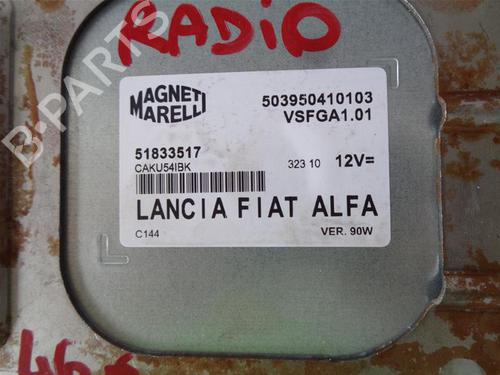 RADIO
B-PARTS
MAGNETI
MARELLI
503950410103
VSFGA1.01
51833517
CAKU54IBK
323 10
12V=
LANCIA FIAT ALFA
C144
VER. 90W